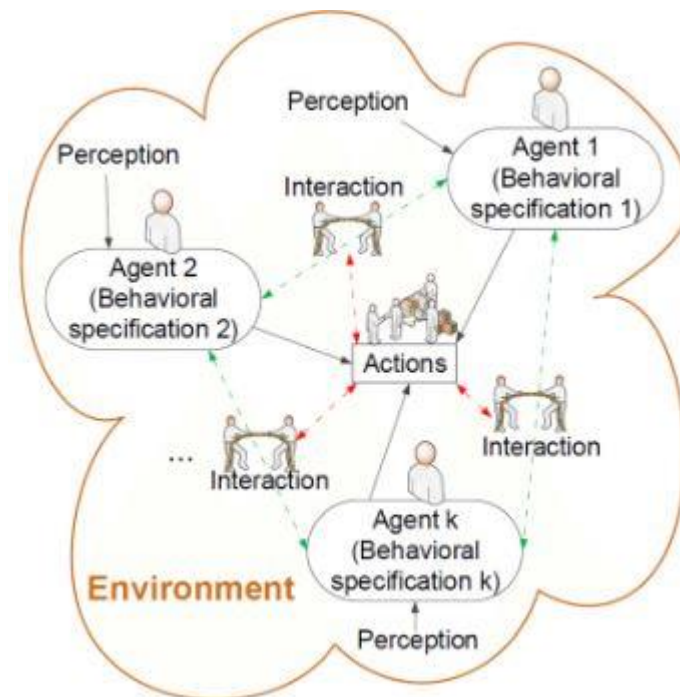 Perception
Agent 1
(Behavioral
specification 1)
Perception
Interaction
Agent 2
(Behavioral
specification 2)
Actions
...
Interaction
Interaction
Agent k
(Behavioral
specification k)
Environment
Perception